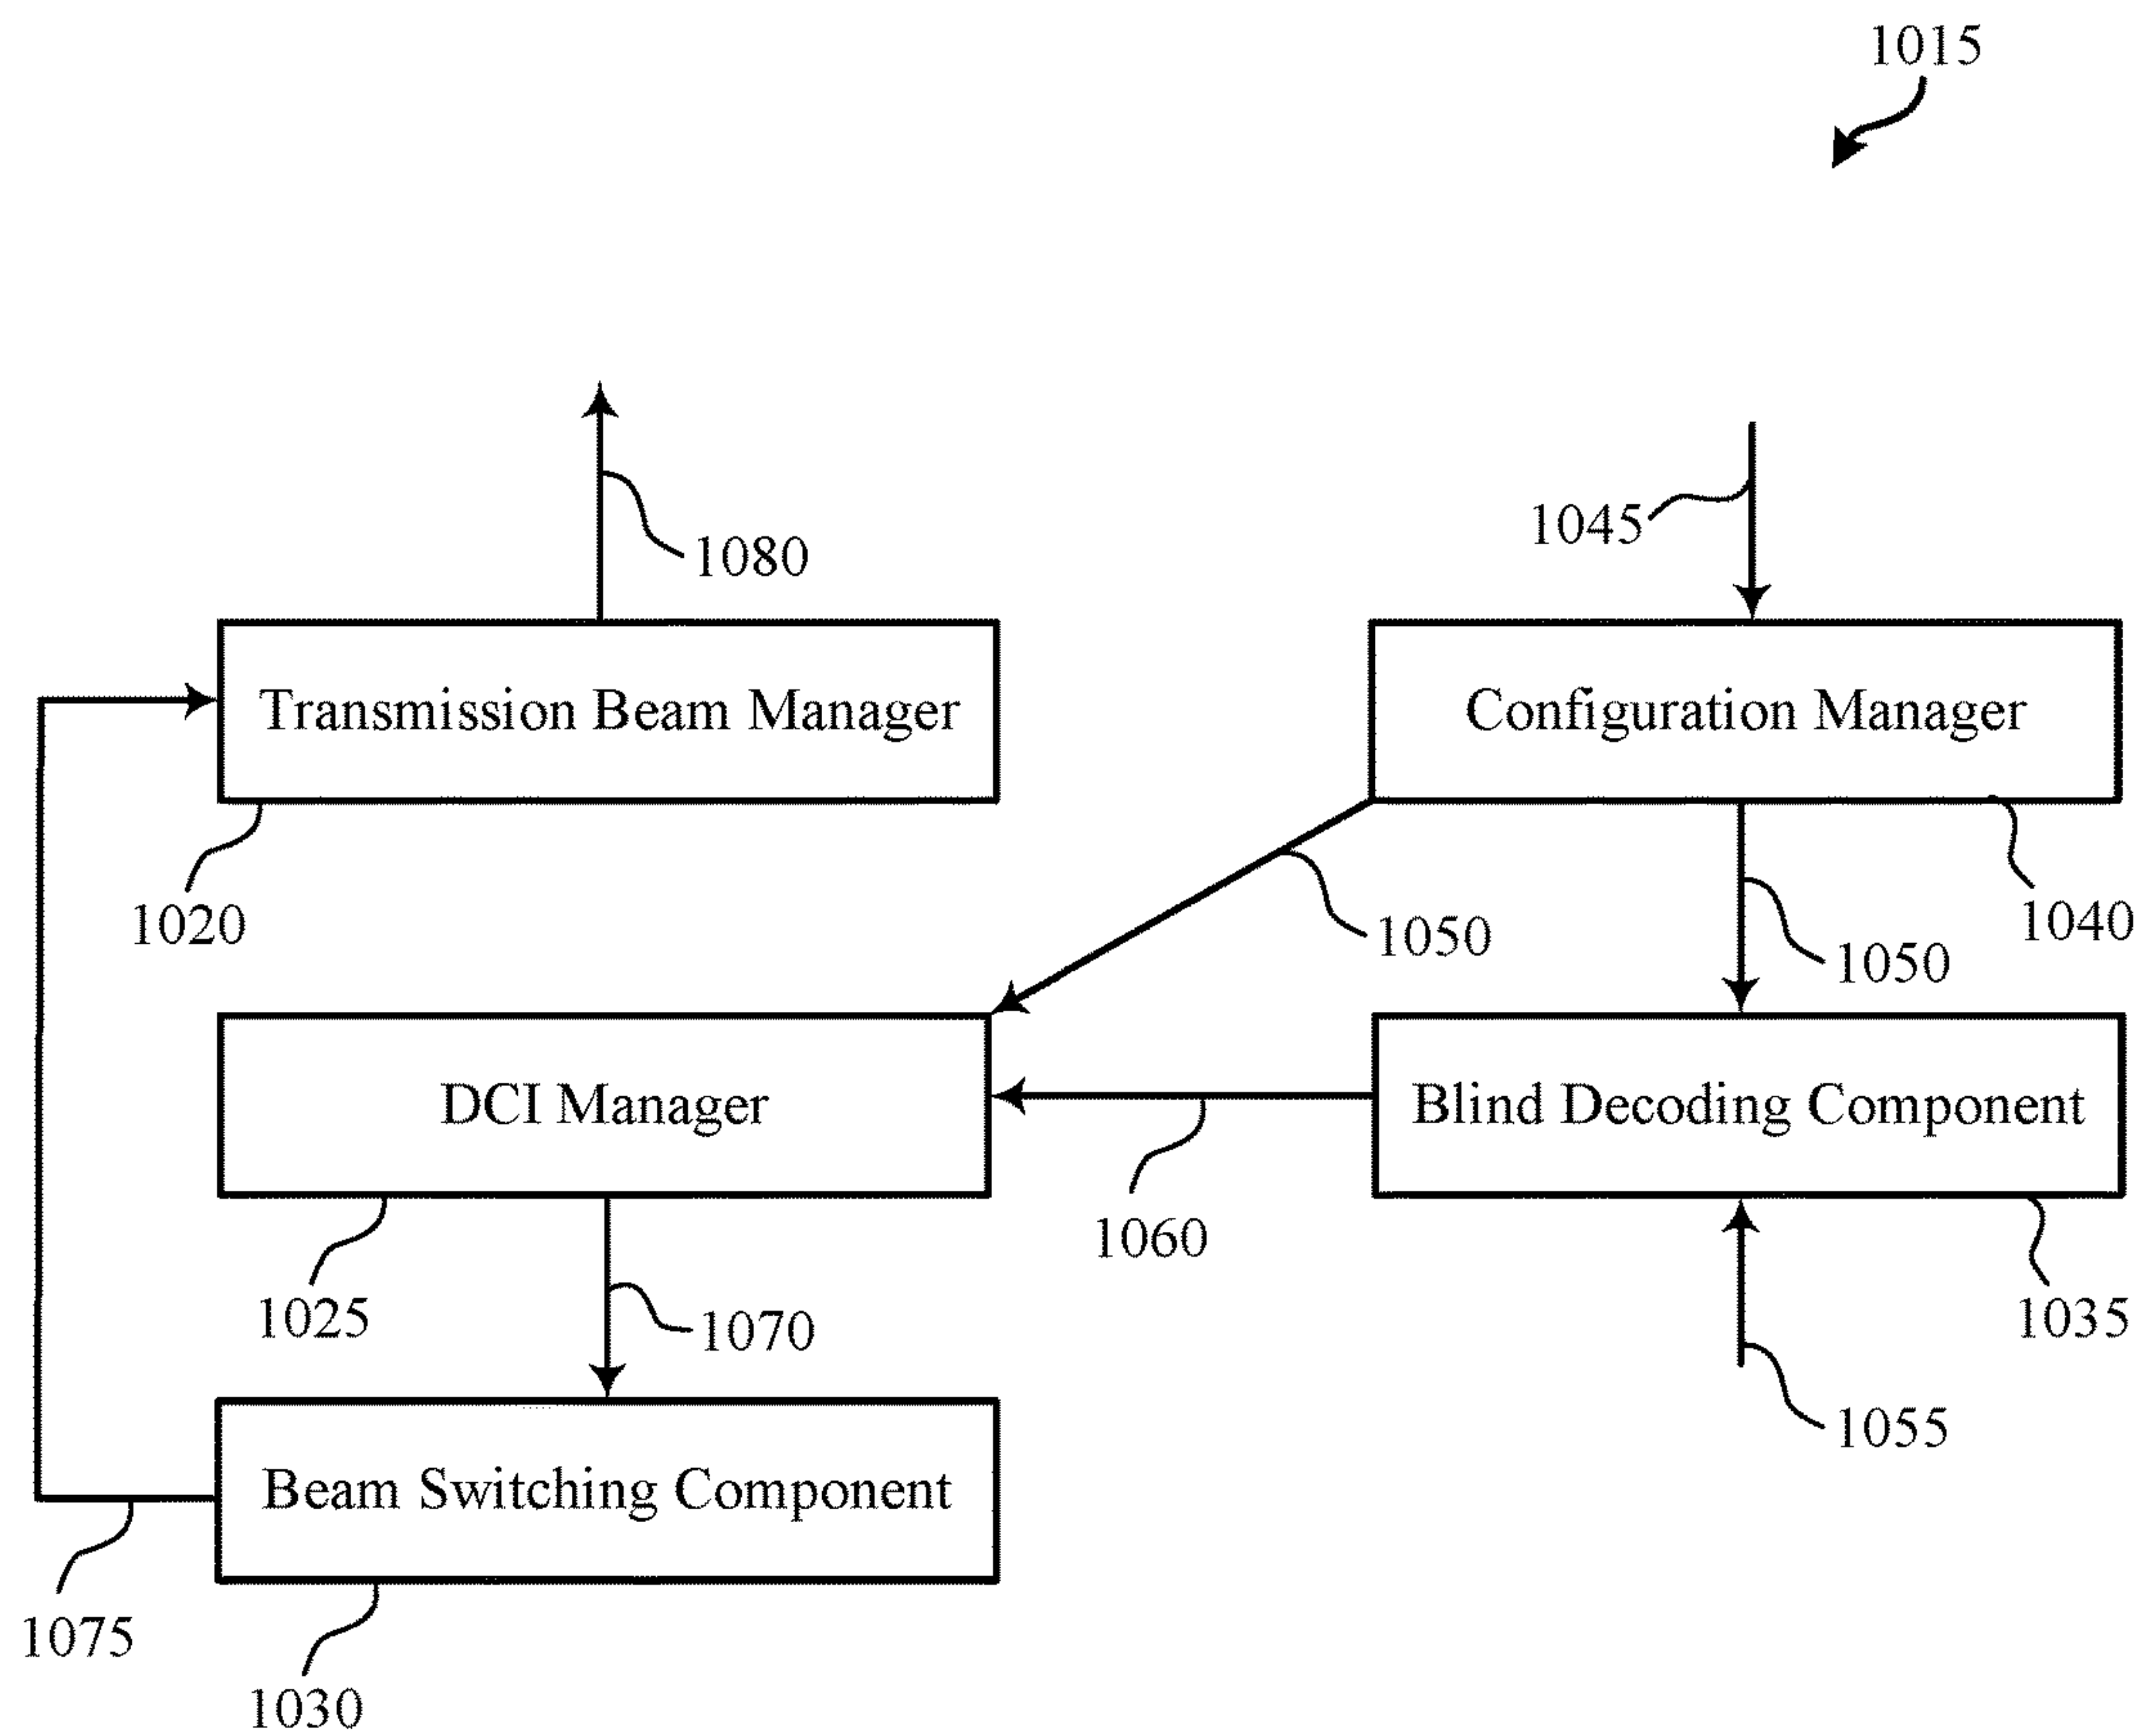 1015
1045
1080
Transmission Beam Manager
Configuration Manager
1020
1050
1050
1040
DCI Manager
Blind Decoding Component
1060
1025
1070
1035
1055
Beam Switching Component
1075
1030